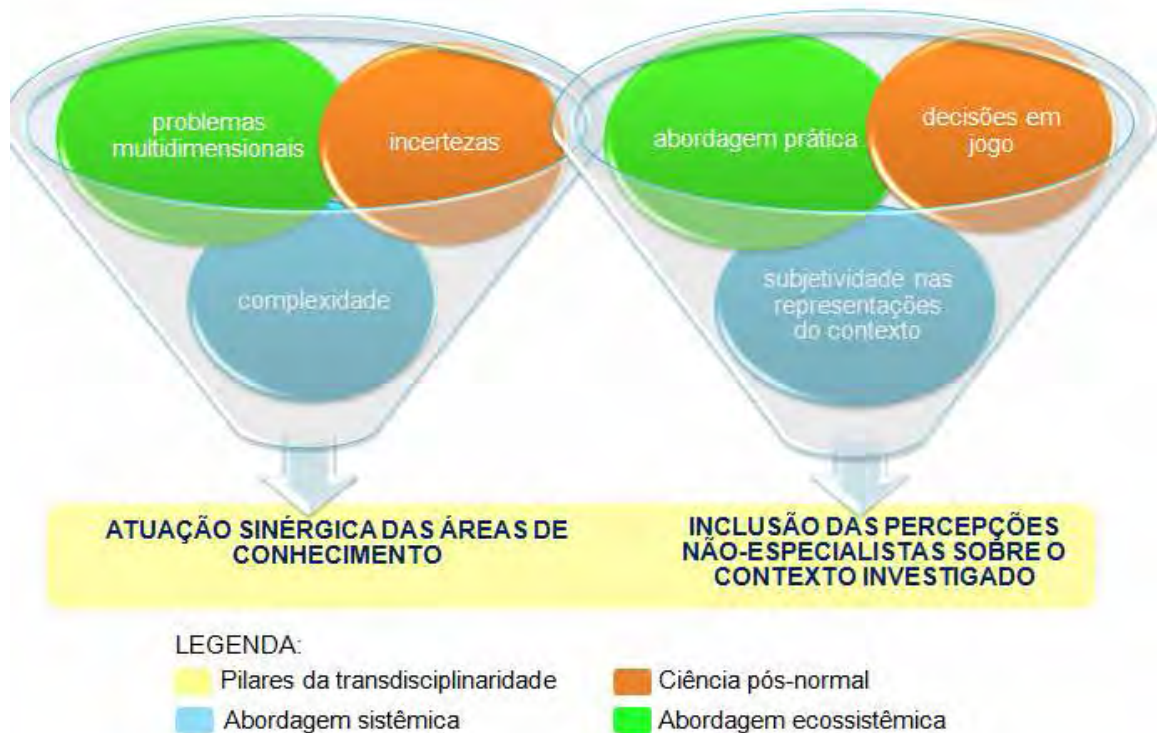 problemas
multidimensionais
incertezas
complexidade
abordagem prática
decisões em
jogo
subjetividade nas
representações
do contexto
ATUAÇÃO SINÉRGICA DAS ÁREAS DE
CONHECIMENTO
INCLUSÃO DAS PERCEPÇÕES
NÃO-ESPECIALISTAS SOBRE O
CONTEXTO INVESTIGADO
LEGENDA:
Pilares da transdisciplinaridade
Ciência pós-normal
Abordagem sistêmica
Abordagem ecossistêmica